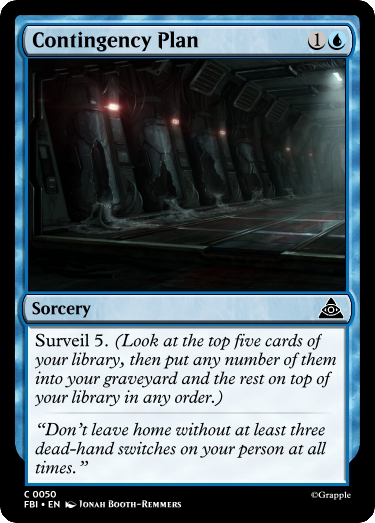 Contingency Plan 1
Sorcery
Surveil 5. (Look at the top five cards of
your library, then put any number of them
into your graveyard and the rest on top of
your library in any order.)
“Don’t leave home without at least three
dead-hand switches on your person at all
times.”
C 0050
FBI • EN Jonah Booth-Remmers
©Grapple